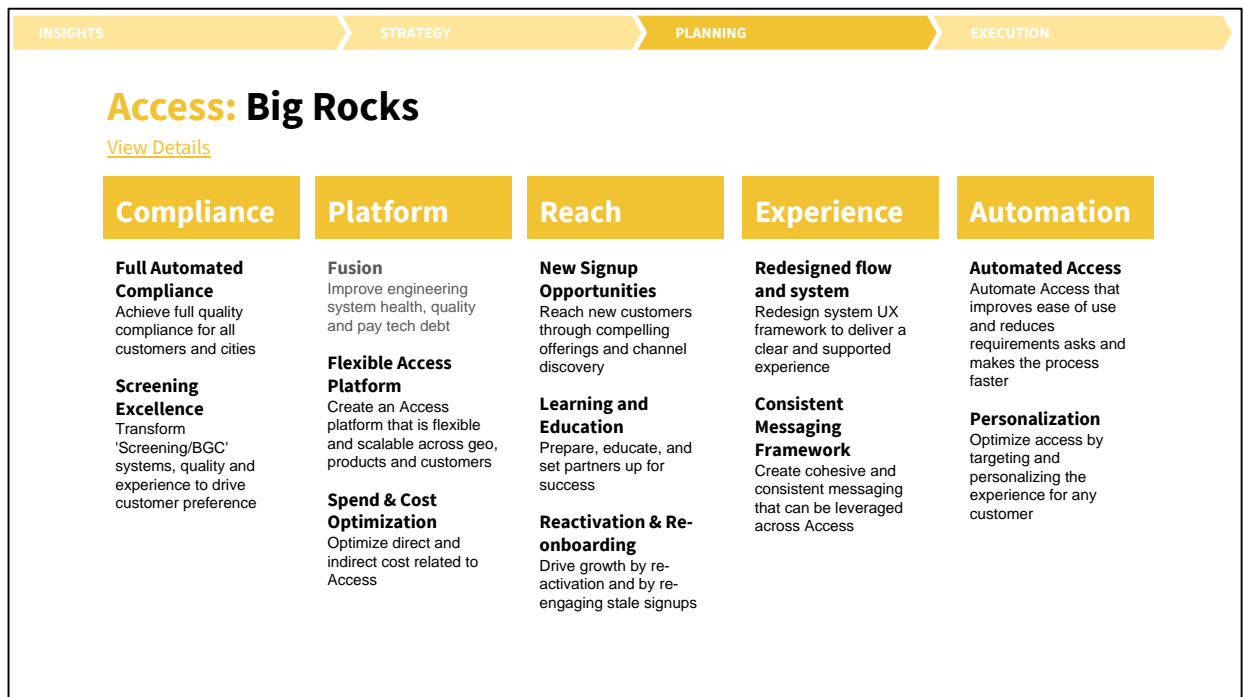 INSIGHTS
STRATEGY
PLANNING
EXECUTION
Access: Big Rocks
View Details
Compliance
Full Automated
Compliance
Achieve full quality
compliance for all
customers and cities
Screening
Excellence
Transform
'Screening/BGC'
systems, quality and
experience to drive
customer preference
Platform
Fusion
Improve engineering
system health, quality
and pay tech debt
Flexible Access
Platform
Create an Access
platform that is flexible
and scalable across geo,
products and customers
Spend & Cost
Optimization
Optimize direct and
indirect cost related to
Access
Reach
New Signup
Opportunities
Reach new customers
through compelling
offerings and channel
discovery
Learning and
Education
Prepare, educate, and
set partners up for
success
Reactivation & Re-
onboarding
Drive growth by re-
activation and by re-
engaging stale signups
Experience
Redesigned flow
and system
Redesign system UX
framework to deliver a
clear and supported
experience
Consistent
Messaging
Framework
Create cohesive and
consistent messaging
that can be leveraged
across Access
Automation
Automated Access
Automate Access that
improves ease of use
and reduces
requirements asks and
makes the process
faster
Personalization
Optimize access by
targeting and
personalizing the
experience for any
customer